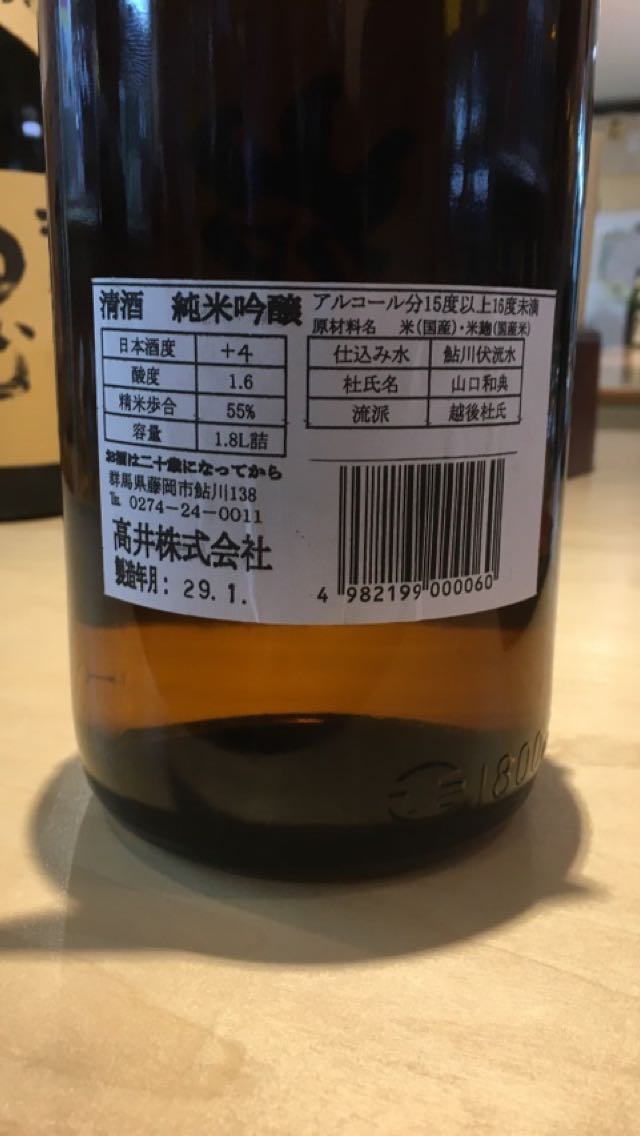 清酒 純米吟醸
アルコール分15度以上16度未満
原材料名 米(国産)・米麹(国産米)
日本酒度 +4
酸度 1.6
精米歩合 55%
容量 1.8L詰
仕込み水 鮎川伏流水
杜氏名 山口和典
流派 越後杜氏
お酒は二十歳になってから
群馬県藤岡市鮎川138
℡ 0274-24-0011
高井株式会社
製造年月: 29.1.
4 982199 000060
1800